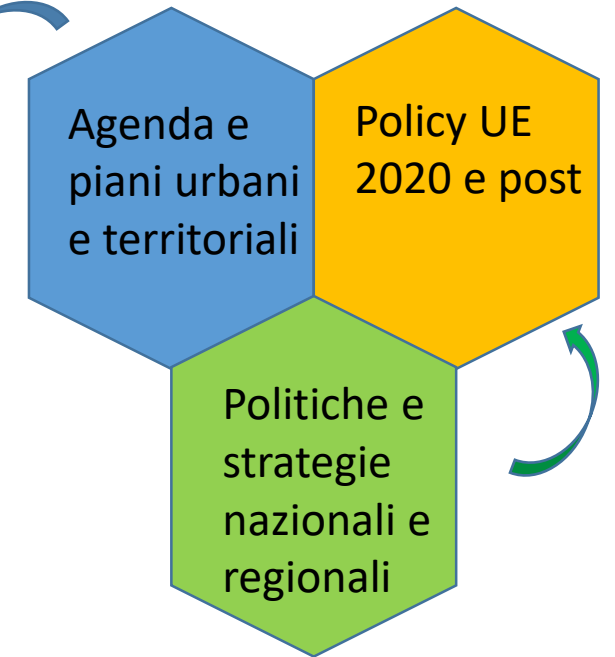 Agenda e
piani urbani
e territoriali
Policy UE
2020 e post
Politiche e
strategie
nazionali e
regionali